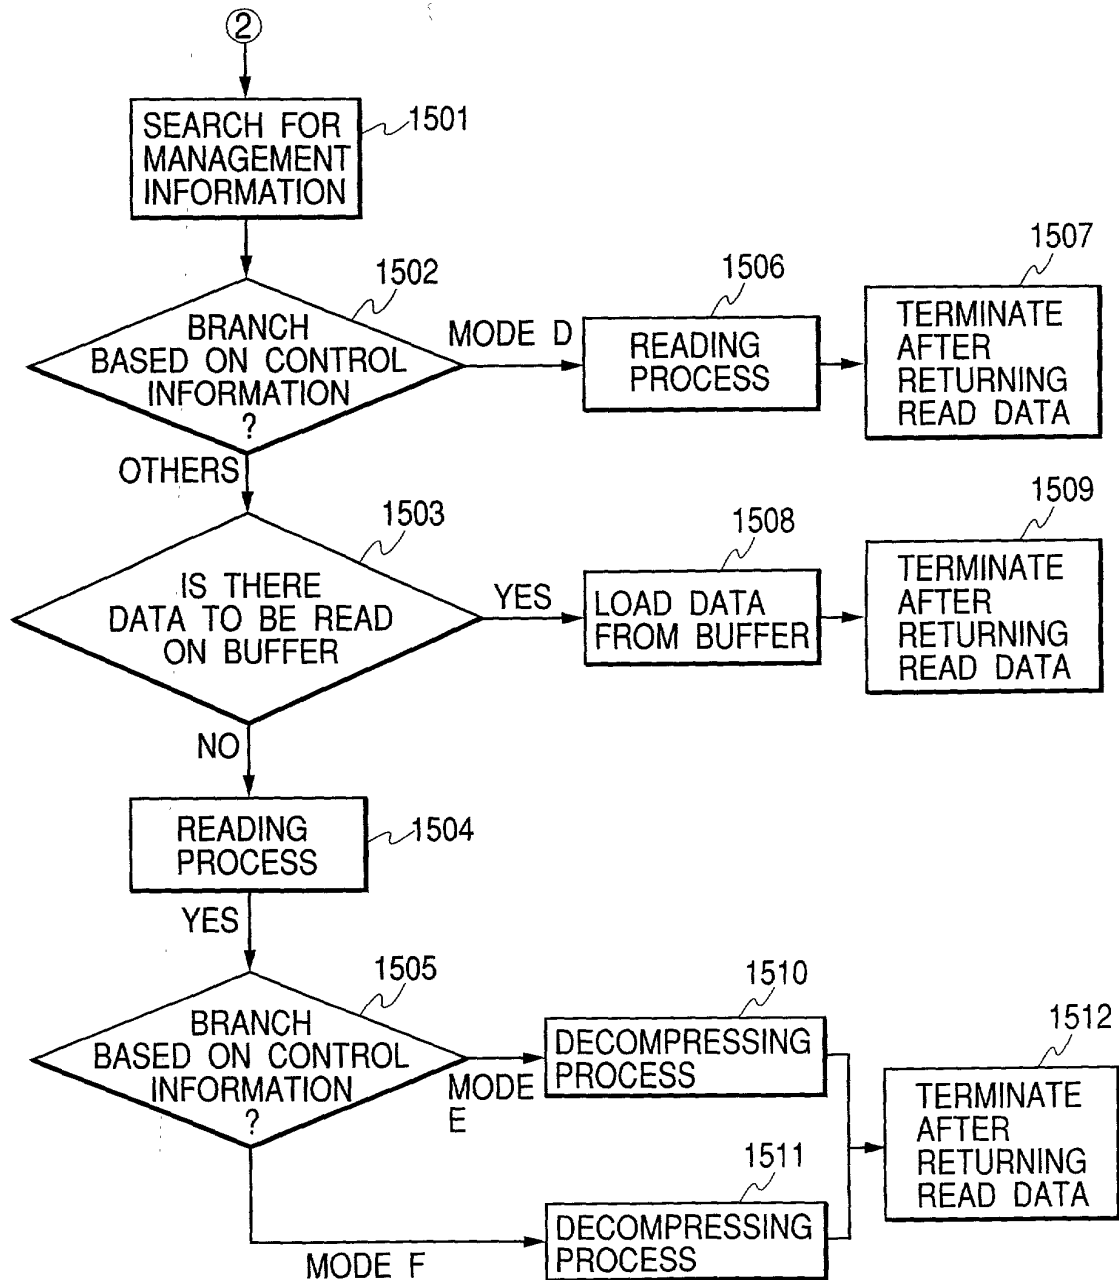 2
SEARCH FOR
MANAGEMENT
INFORMATION
1501
BRANCH
BASED ON CONTROL
INFORMATION
?
1502
MODE D
READING
PROCESS
1506
TERMINATE
AFTER
RETURNING
READ DATA
1507
OTHERS
IS THERE
DATA TO BE READ
ON BUFFER
1503
YES
LOAD DATA
FROM BUFFER
1508
TERMINATE
AFTER
RETURNING
READ DATA
1509
NO
READING
PROCESS
1504
YES
BRANCH
BASED ON CONTROL
INFORMATION
?
1505
MODE
E
DECOMPRESSING
PROCESS
1510
MODE F
DECOMPRESSING
PROCESS
1511
TERMINATE
AFTER
RETURNING
READ DATA
1512